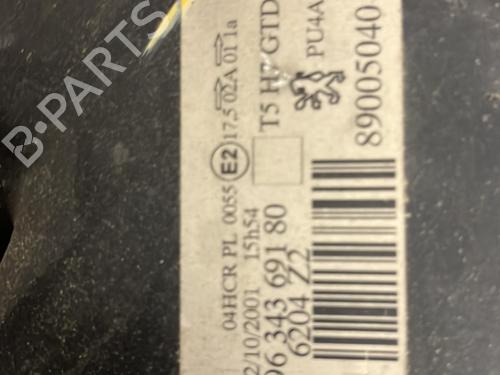 04HCR PL 0055 E2 17,5 02A 01 1a
2/10/2001 15h54
T5 H7 GTD
96 343 691 80
PU4A
6204 Z2
89005040
B-PARTS